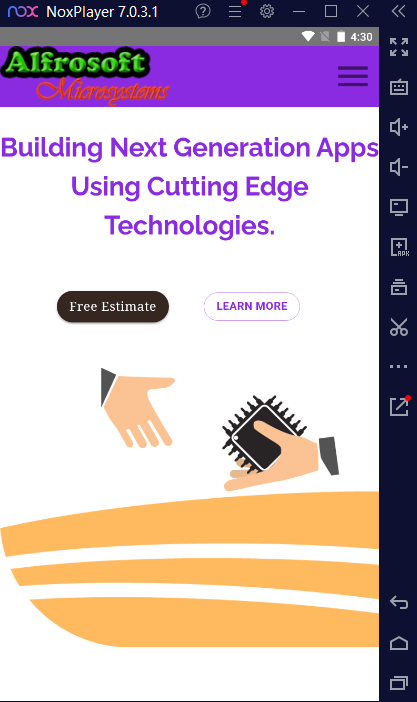 nox NoxPlayer 7.0.3.1
4:30
Alfrosoft
Microsystems
Building Next Generation Apps
Using Cutting Edge
Technologies.
Free Estimate
LEARN MORE
APK